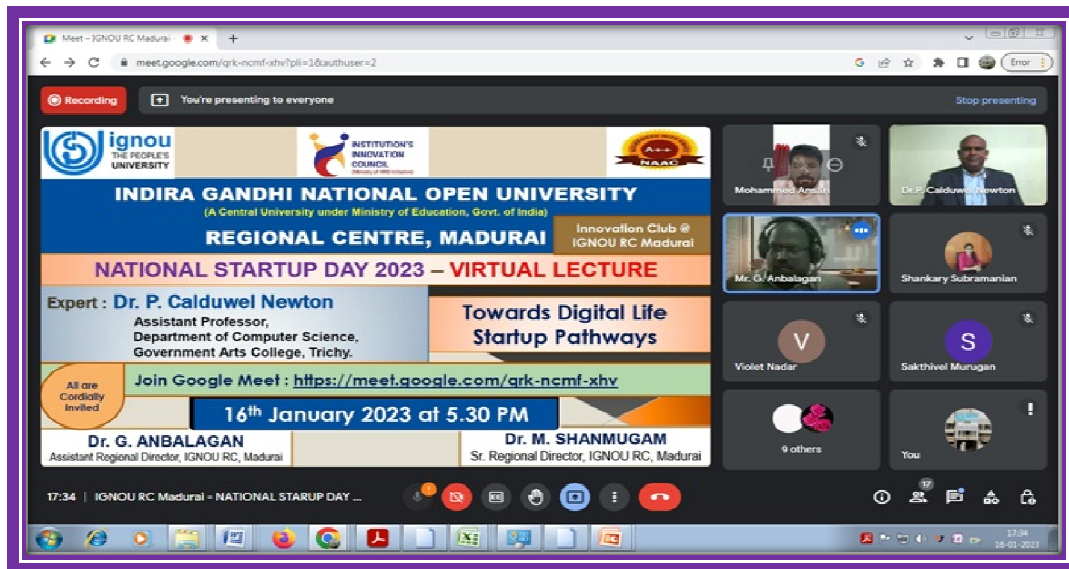 Meet - IGNOU RC Madurai -
meet.google.com/qrk-ncmf-xhv?pli=1&authuser=2
Error
Recording
You're presenting to everyone
Stop presenting
ignou
THE PEOPLE'S
UNIVERSITY
INSTITUTION'S
INNOVATION
COUNCIL
(Ministry of HRD Initiative)
A++
NAAC
INDIRA GANDHI NATIONAL OPEN UNIVERSITY
(A Central University under Ministry of Education, Govt. of India)
REGIONAL CENTRE, MADURAI
Innovation Club @
IGNOU RC Madurai
NATIONAL STARTUP DAY 2023 – VIRTUAL LECTURE
Expert : Dr. P. Calduwel Newton
Assistant Professor,
Department of Computer Science,
Government Arts College, Trichy.
Towards Digital Life
Startup Pathways
All are
Cordially
Invited
Join Google Meet : https://meet.google.com/qrk-ncmf-xhv
16th January 2023 at 5.30 PM
Dr. G. ANBALAGAN
Assistant Regional Director, IGNOU RC, Madurai
Dr. M. SHANMUGAM
Sr. Regional Director, IGNOU RC, Madurai
Mohammed Ansari
Dr.P. Calduwel Newton
Mr. G. Anbalagan
Shankary Subramanian
V
Violet Nadar
S
Sakthivel Murugan
9 others
You
17:34 | IGNOU RC Madurai - NATIONAL STARUP DAY ...
17
17:34
16-01-2023